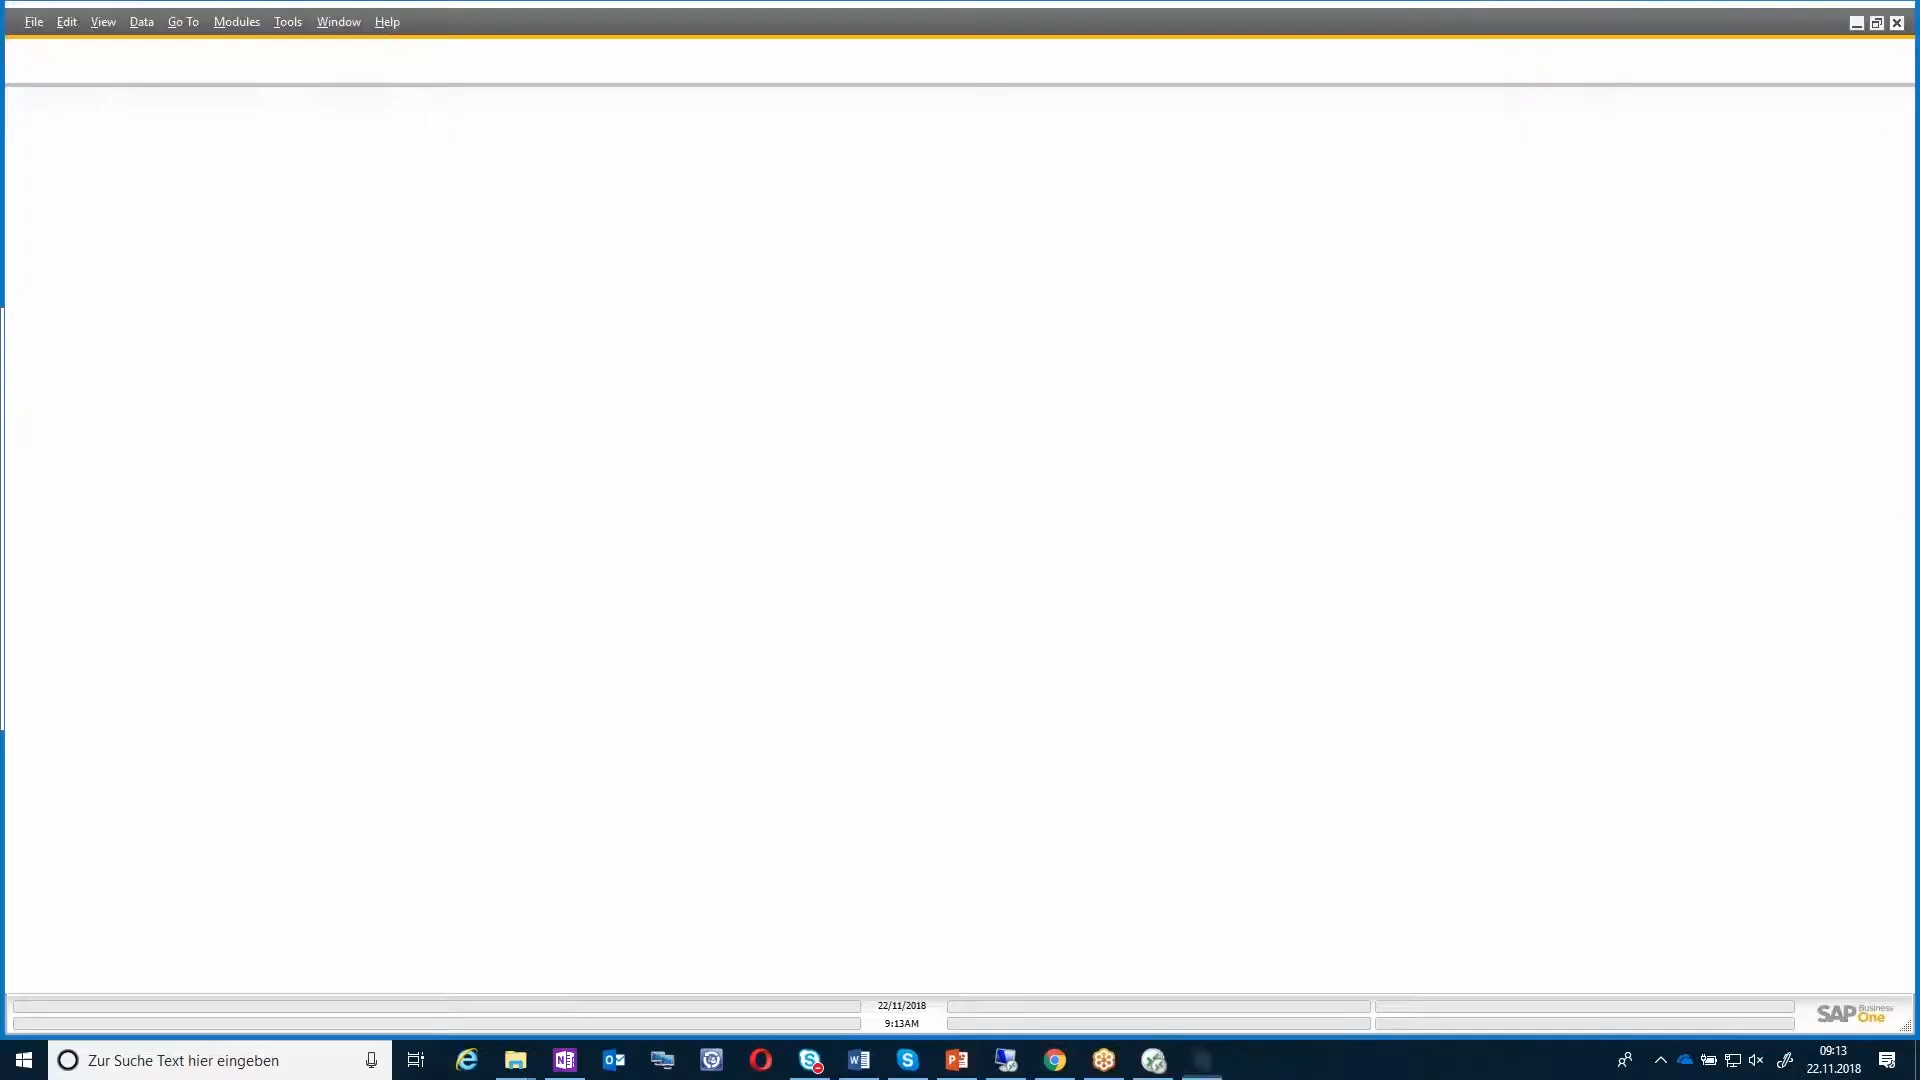 File Edit View Data Go To Modules Tools Window Help
22/11/2018
9:13AM
SAP Business One
Zur Suche Text hier eingeben
09:13
22.11.2018